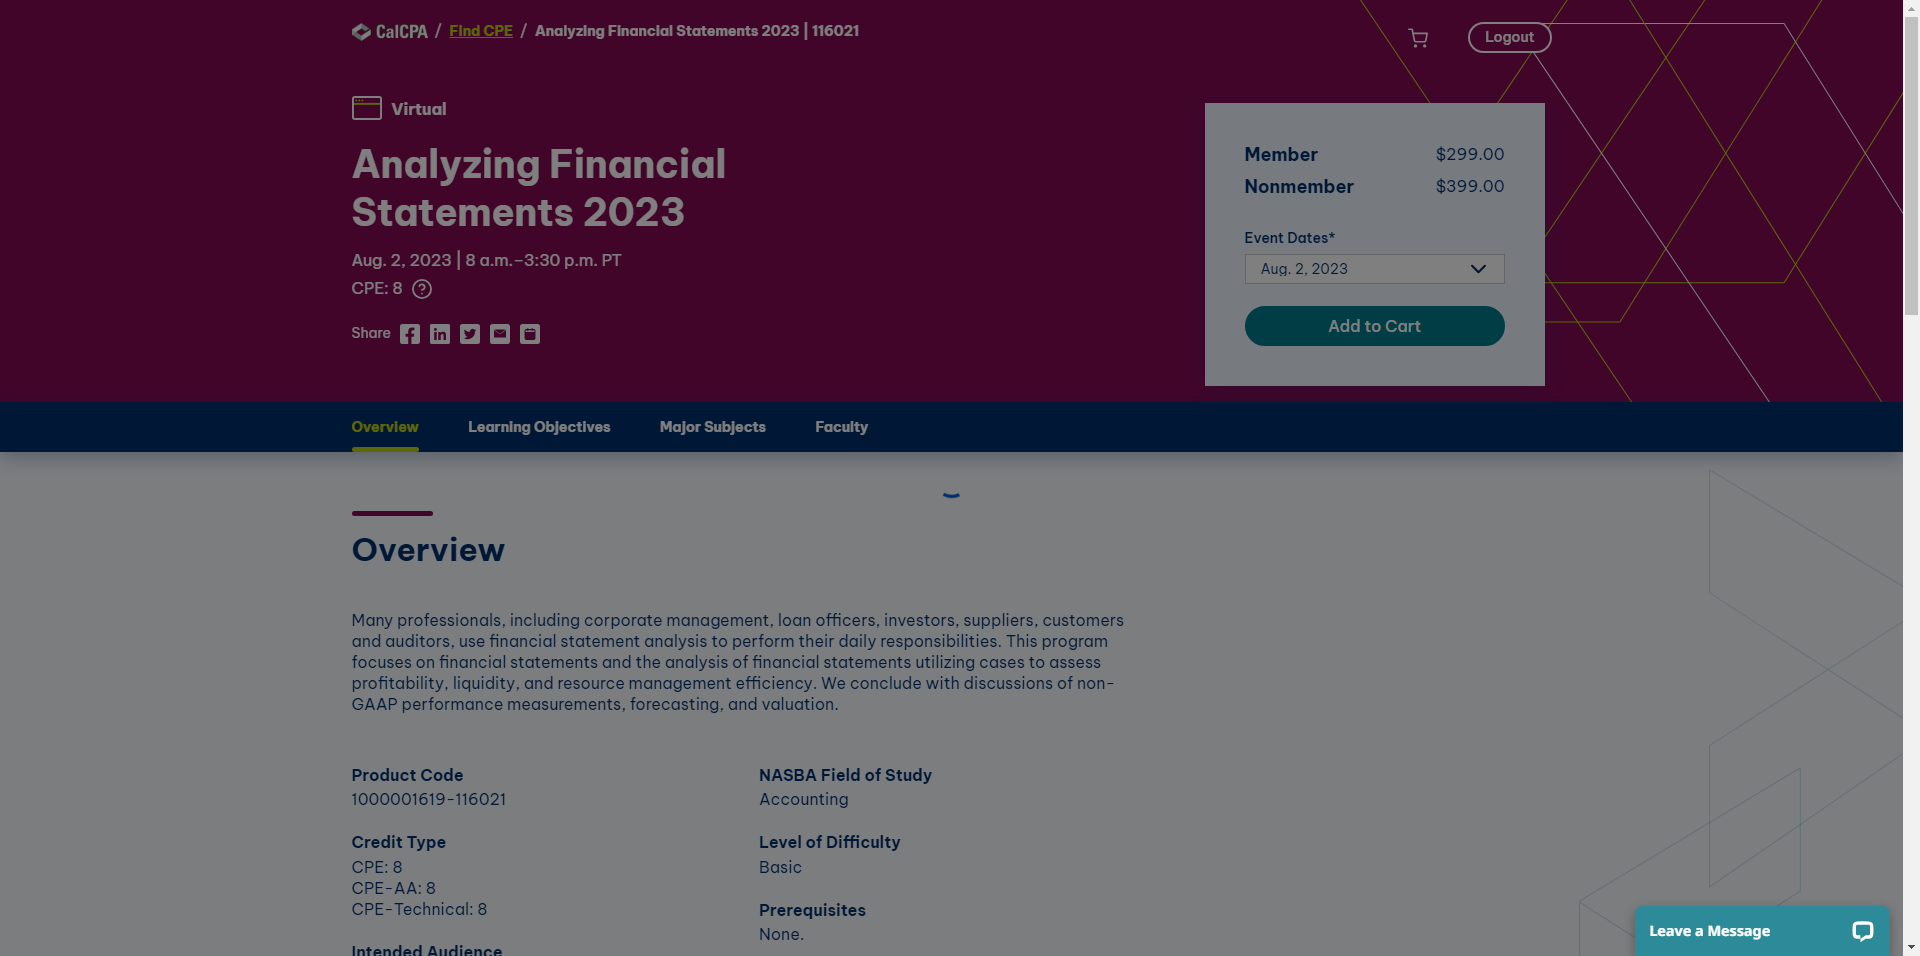 CalCPA / Find CPE / Analyzing Financial Statements 2023 | 116021
Logout
Virtual
Analyzing Financial
Statements 2023
Aug. 2, 2023 | 8 a.m.–3:30 p.m. PT
CPE: 8 ?
Share
Member $299.00
Nonmember $399.00
Event Dates*
Aug. 2, 2023
Add to Cart
Overview Learning Objectives Major Subjects Faculty
Overview
Many professionals, including corporate management, loan officers, investors, suppliers, customers
and auditors, use financial statement analysis to perform their daily responsibilities. This program
focuses on financial statements and the analysis of financial statements utilizing cases to assess
profitability, liquidity, and resource management efficiency. We conclude with discussions of non-
GAAP performance measurements, forecasting, and valuation.
Product Code
1000001619-116021
Credit Type
CPE: 8
CPE-AA: 8
CPE-Technical: 8
Intended Audience
NASBA Field of Study
Accounting
Level of Difficulty
Basic
Prerequisites
None.
Leave a Message